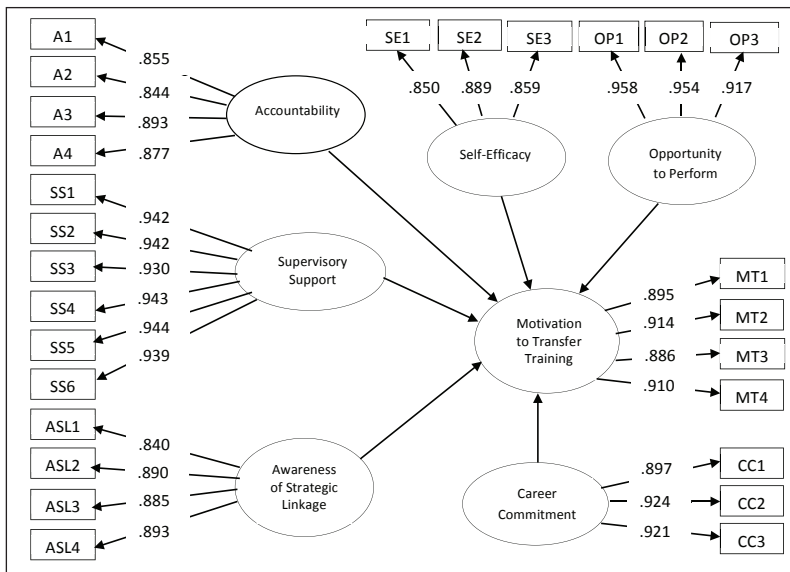 A1
A2
A3
A4
.855
.844
.893
.877
Accountability
SE1
SE2
SE3
.850
.889
.859
Self-Efficacy
OP1
OP2
OP3
.958
.954
.917
Opportunity
to Perform
SS1
SS2
SS3
SS4
SS5
SS6
.942
.942
.930
.943
.944
.939
Supervisory
Support
Motivation
to Transfer
Training
.895
.914
.886
.910
MT1
MT2
MT3
MT4
ASL1
ASL2
ASL3
ASL4
.840
.890
.885
.893
Awareness
of Strategic
Linkage
Career
Commitment
.897
.924
.921
CC1
CC2
CC3